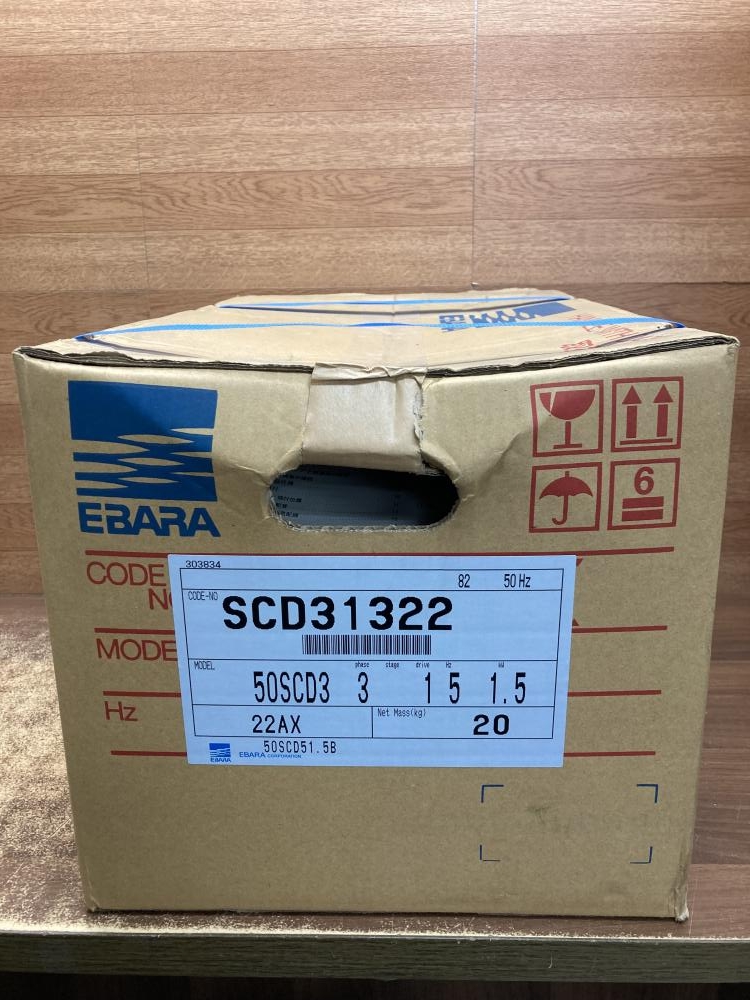 EBARA
6
CODE
NO
MODE
Hz
303834
82 50Hz
CODE-NO
SCD31322
MODEL phase stage drive Hz kW
50SCD3 3 1 5 1.5
22AX Net Mass(kg) 20
50SCD51.5B
EBARA EBARA CORPORATION